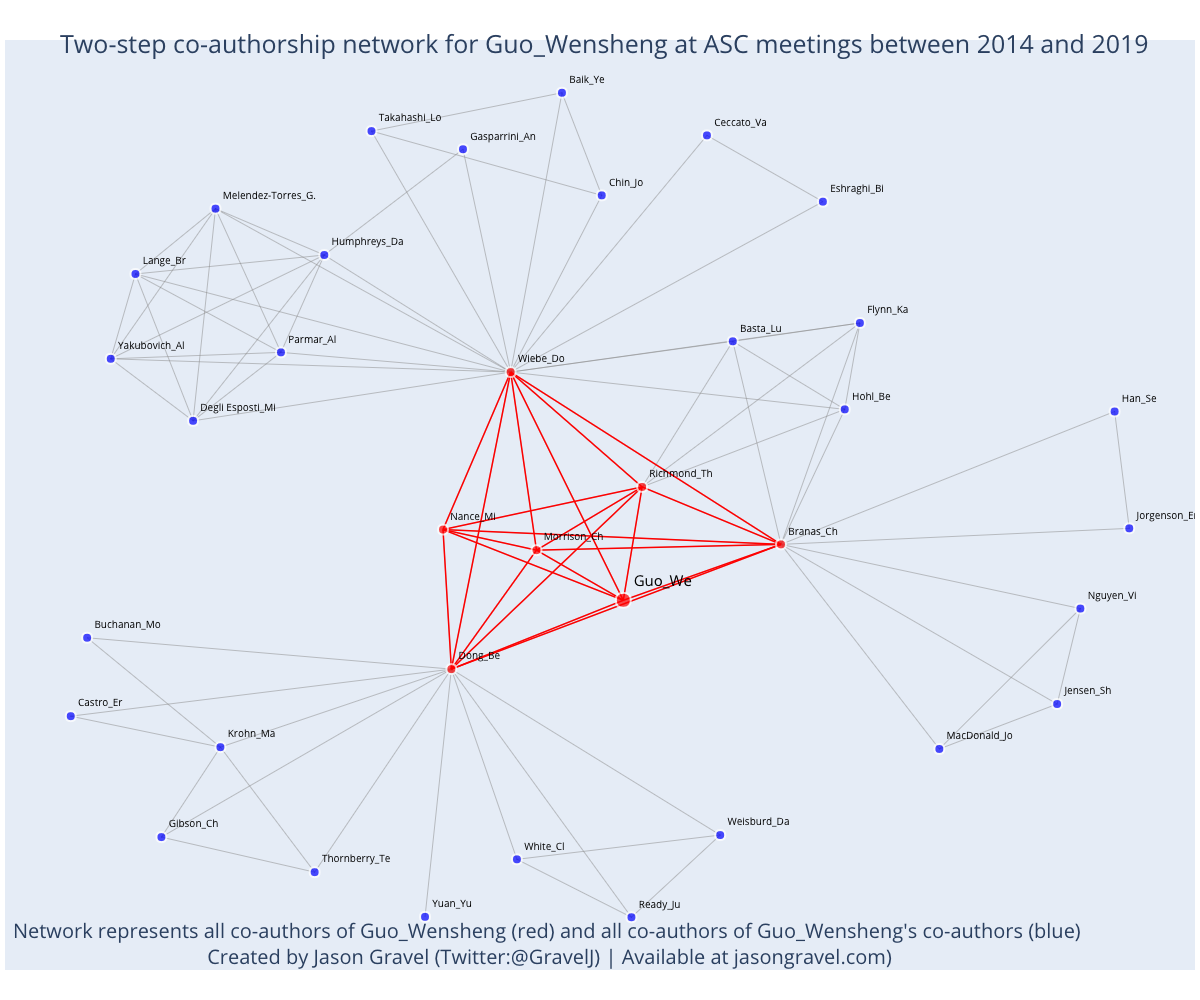 Two-step co-authorship network for Guo_Wensheng at ASC meetings between 2014 and 2019
Baik_Ye
Takahashi_Lo
Ceccato_Va
Gasparrini_An
Chin_Jo
Eshraghi_Bi
Melendez-Torres_G.
Humphreys_Da
Lange_Br
Flynn_Ka
Basta_Lu
Parmar_Al
Yakubovich_Al
Wiebe_Do
Hohl_Be
Han_Se
Degli Esposti_Mi
Richmond_Th
Nance_Mi
Jorgenson_Er
Branas_Ch
Morrison_Ch
Guo_We
Nguyen_Vi
Buchanan_Mo
Dong_Be
Jensen_Sh
Castro_Er
Krohn_Ma
MacDonald_Jo
Gibson_Ch
Weisburd_Da
White_Cl
Thornberry_Te
Yuan_Yu
Ready_Ju
Network represents all co-authors of Guo_Wensheng (red) and all co-authors of Guo_Wensheng's co-authors (blue)
Created by Jason Gravel (Twitter:@GravelJ) | Available at jasongravel.com)